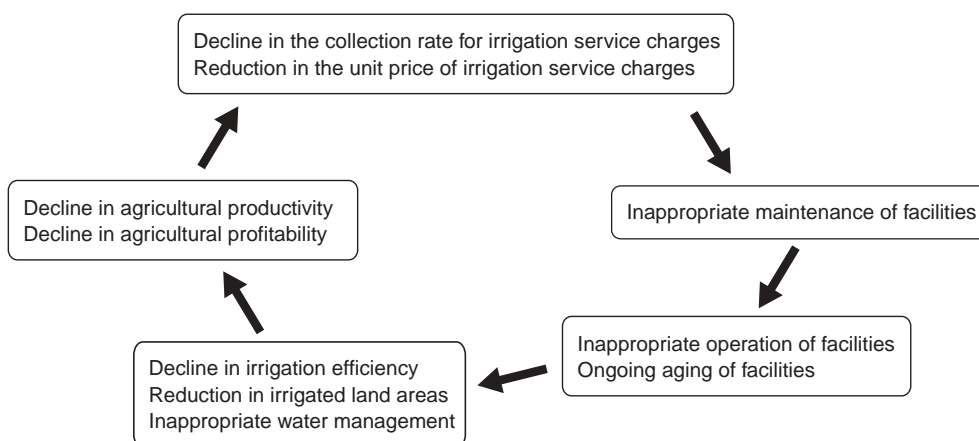 Decline in the collection rate for irrigation service charges
Reduction in the unit price of irrigation service charges
Inappropriate maintenance of facilities
Inappropriate operation of facilities
Ongoing aging of facilities
Decline in irrigation efficiency
Reduction in irrigated land areas
Inappropriate water management
Decline in agricultural productivity
Decline in agricultural profitability